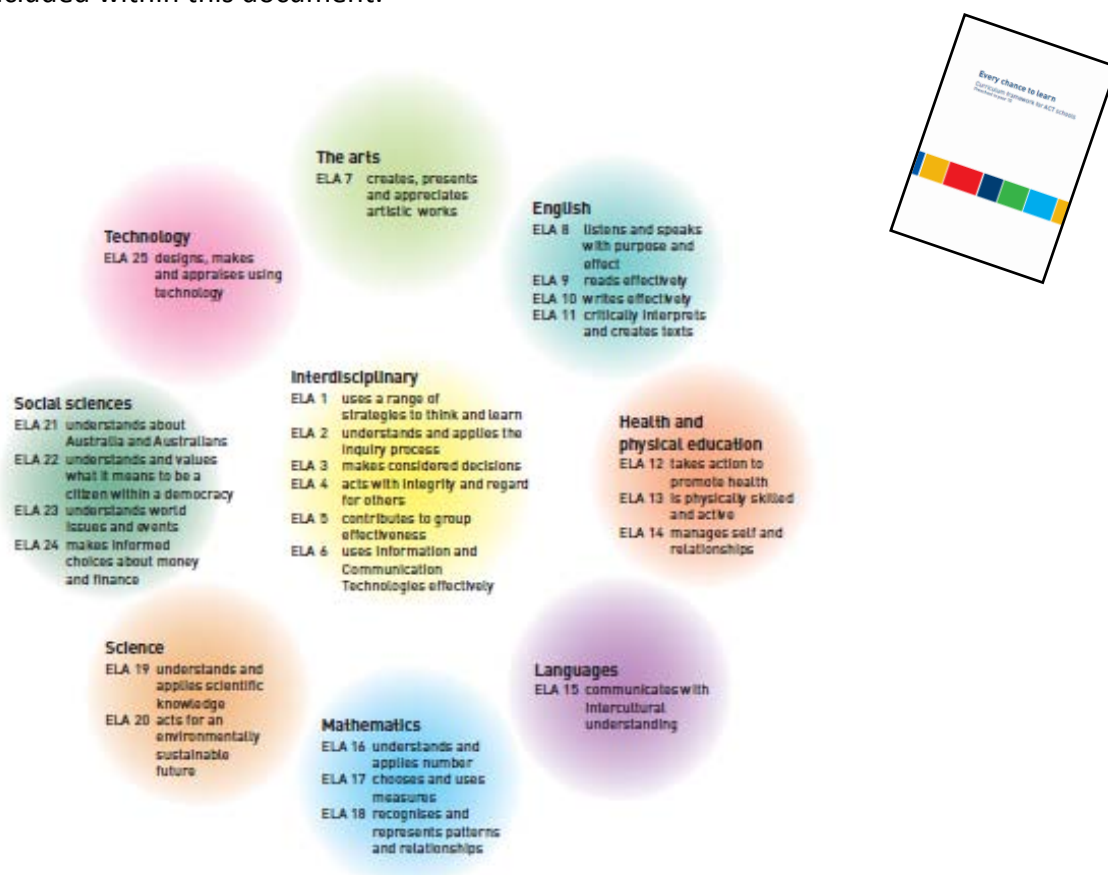 cluded within this document.
Every chance to learn
Curriculum framework for ACT schools
The arts
ELA 7 creates, presents
and appreciates
artistic works
English
ELA 8 listens and speaks
with purpose and
effect
ELA 9 reads effectively
ELA 10 writes effectively
ELA 11 critically interprets
and creates texts
Technology
ELA 25 designs, makes
and appraises using
technology
Interdisciplinary
ELA 1 uses a range of
strategies to think and learn
ELA 2 understands and applies the
inquiry process
ELA 3 makes considered decisions
ELA 4 acts with integrity and regard
for others
ELA 5 contributes to group
effectiveness
ELA 6 uses Information and
Communication
Technologies effectively
Social sciences
ELA 21 understands about
Australia and Australians
ELA 22 understands and values
what it means to be a
citizen within a democracy
ELA 23 understands world
issues and events
ELA 24 makes informed
choices about money
and finance
Health and
physical education
ELA 12 takes action to
promote health
ELA 13 is physically skilled
and active
ELA 14 manages self and
relationships
Science
ELA 19 understands and
applies scientific
knowledge
ELA 20 acts for an
environmentally
sustainable
future
Languages
ELA 15 communicates with
intercultural
understanding
Mathematics
ELA 16 understands and
applies number
ELA 17 chooses and uses
measures
ELA 18 recognises and
represents patterns
and relationships